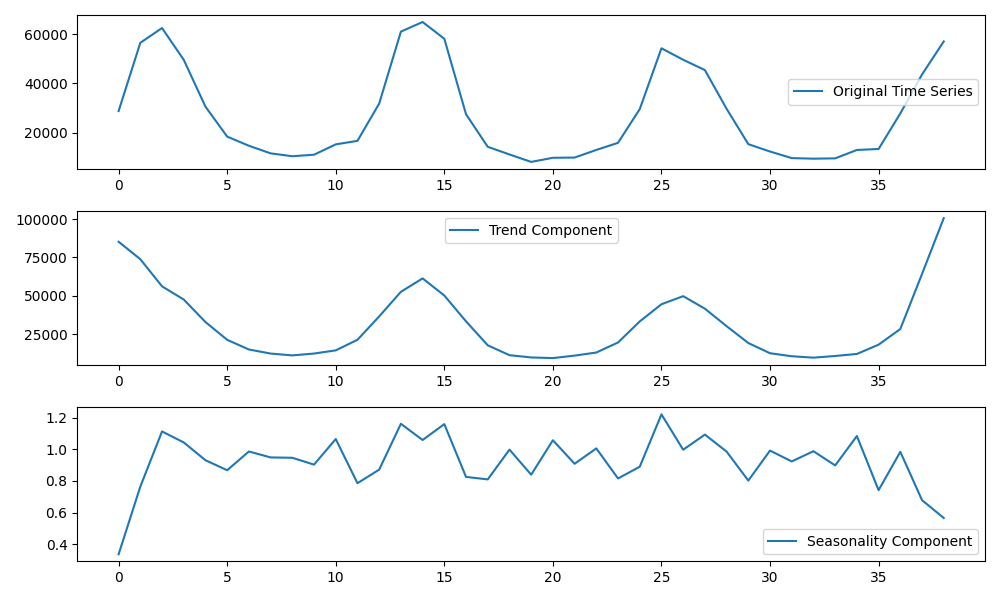 60000
40000
20000
Original Time Series
0 5 10 15 20 25 30 35
100000
75000
50000
25000
Trend Component
0 5 10 15 20 25 30 35
1.2
1.0
0.8
0.6
0.4
Seasonality Component
0 5 10 15 20 25 30 35